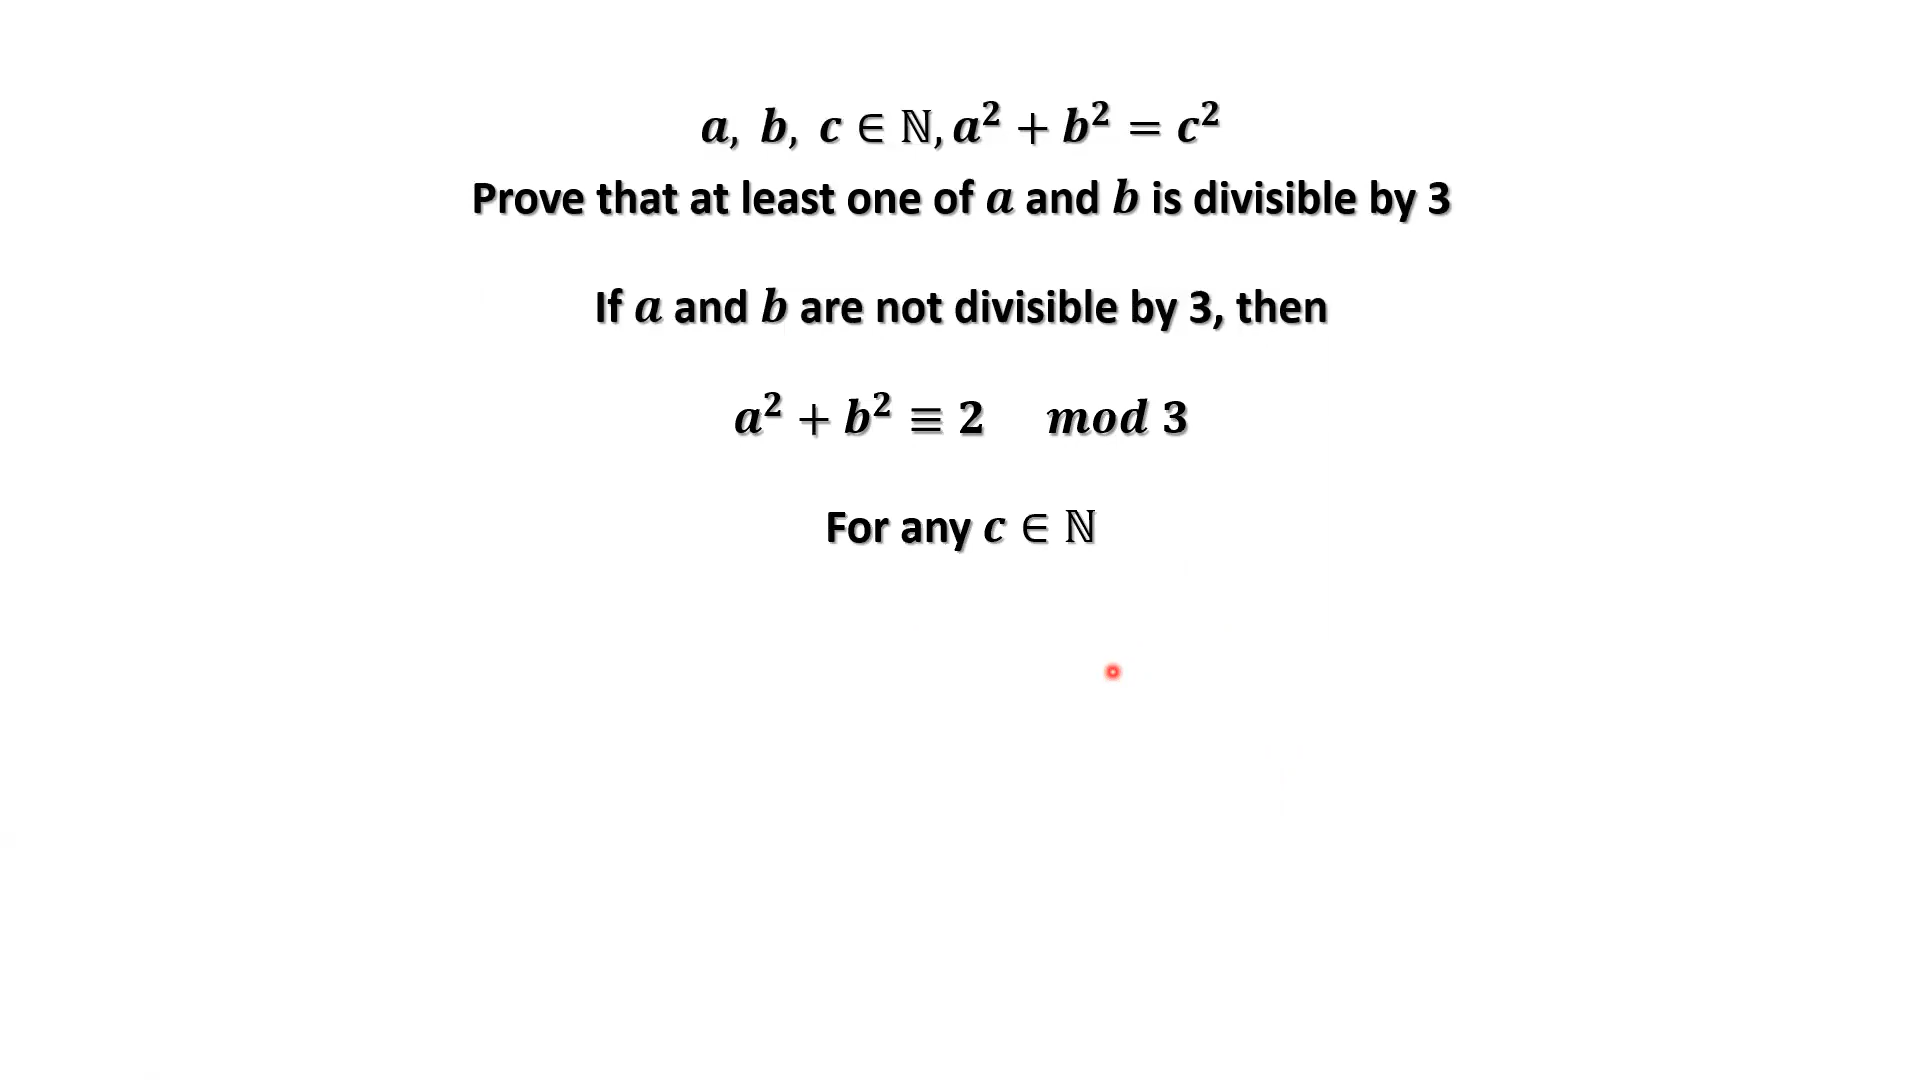 a, b, c ∈ ℕ, a² + b² = c²
Prove that at least one of a and b is divisible by 3
If a and b are not divisible by 3, then
a² + b² ≡ 2 mod 3
For any c ∈ ℕ